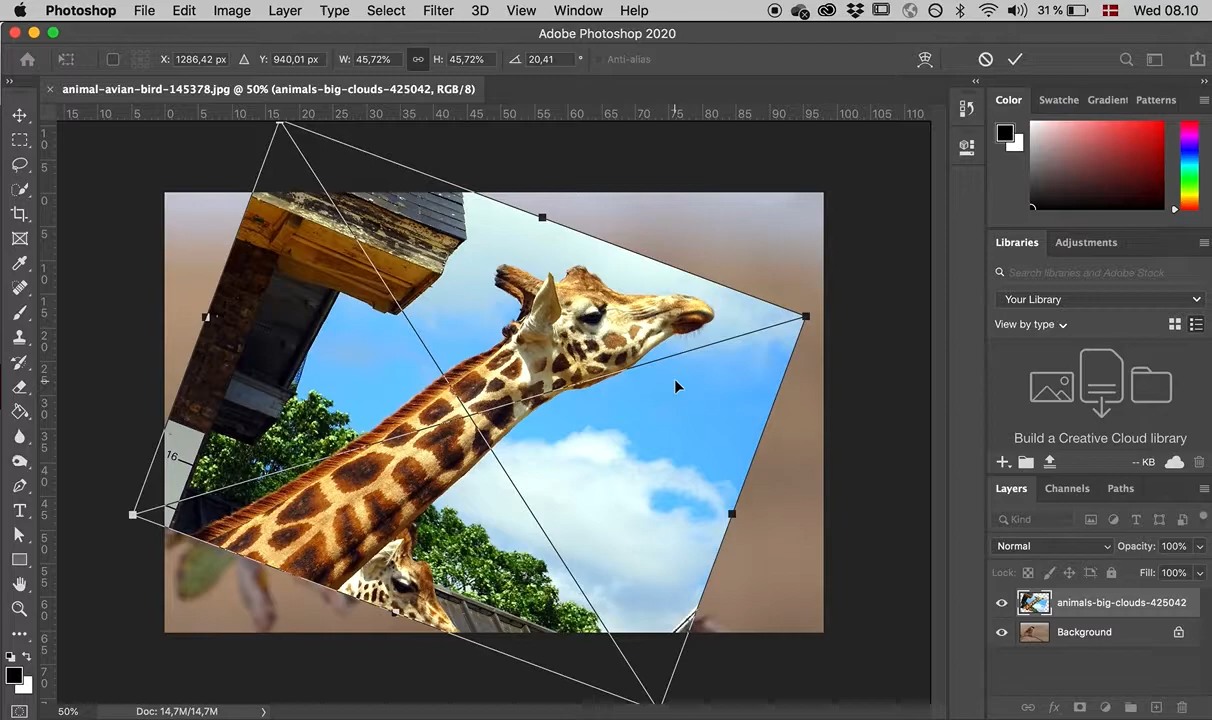 Photoshop File Edit Image Layer Type Select Filter 3D View Window Help 31 % Wed 08.10
Adobe Photoshop 2020
X: 1286,42 px Y: 940,01 px W: 45,72% H: 45,72% 20,41 ° Anti-alias
animal-avian-bird-145378.jpg @ 50% (animals-big-clouds-425042, RGB/8)
15 10 5 0 5 10 15 20 25 30 35 40 45 50 55 60 65 70 75 80 85 90 95 100 105 110
Color Swatche Gradien Patterns
Libraries Adjustments
Search libraries and Adobe Stock
Your Library
View by type
16
Build a Creative Cloud library
-- KB
Layers Channels Paths
Kind
Normal Opacity: 100%
Lock: Fill: 100%
animals-big-clouds-425042
Background
50% Doc: 14,7M/14,7M